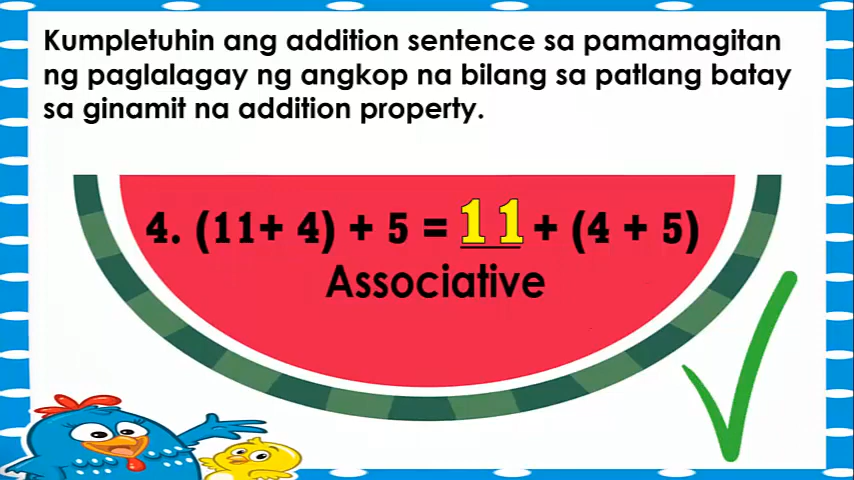 Kumpletuhin ang addition sentence sa pamamagitan
ng paglalagay ng angkop na bilang sa patlang batay
sa ginamit na addition property.
4. (11+ 4) + 5 = 11 + (4 + 5)
Associative